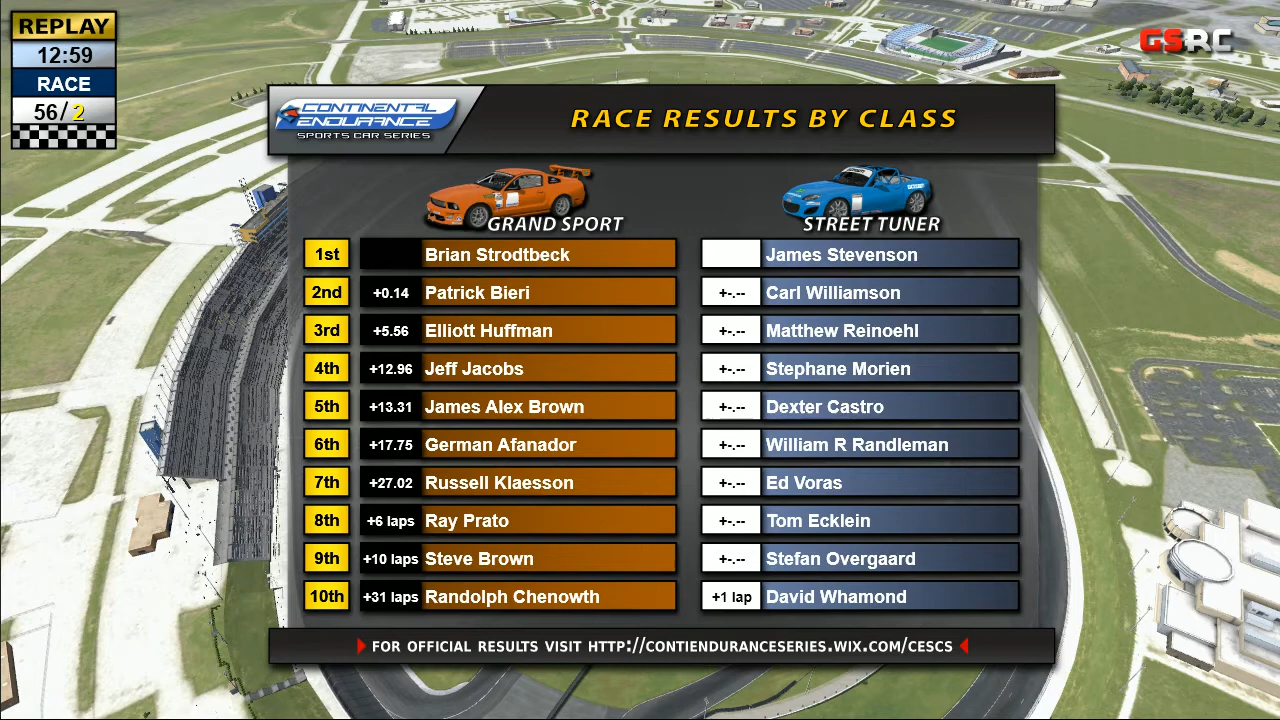 REPLAY
12:59
RACE
56/2
GSRC
CONTINENTAL
ENDURANCE
SPORTS CAR SERIES
RACE RESULTS BY CLASS
GRAND SPORT
STREET TUNER
1st Brian Strodtbeck James Stevenson
2nd +0.14 Patrick Bieri +-.-- Carl Williamson
3rd +5.56 Elliott Huffman +-.-- Matthew Reinoehl
4th +12.96 Jeff Jacobs +-.-- Stephane Morien
5th +13.31 James Alex Brown +-.-- Dexter Castro
6th +17.75 German Afanador +-.-- William R Randleman
7th +27.02 Russell Klaesson +-.-- Ed Voras
8th +6 laps Ray Prato +-.-- Tom Ecklein
9th +10 laps Steve Brown +-.-- Stefan Overgaard
10th +31 laps Randolph Chenowth +1 lap David Whamond
FOR OFFICIAL RESULTS VISIT HTTP://CONTIENDURANCESERIES.WIX.COM/CESCS